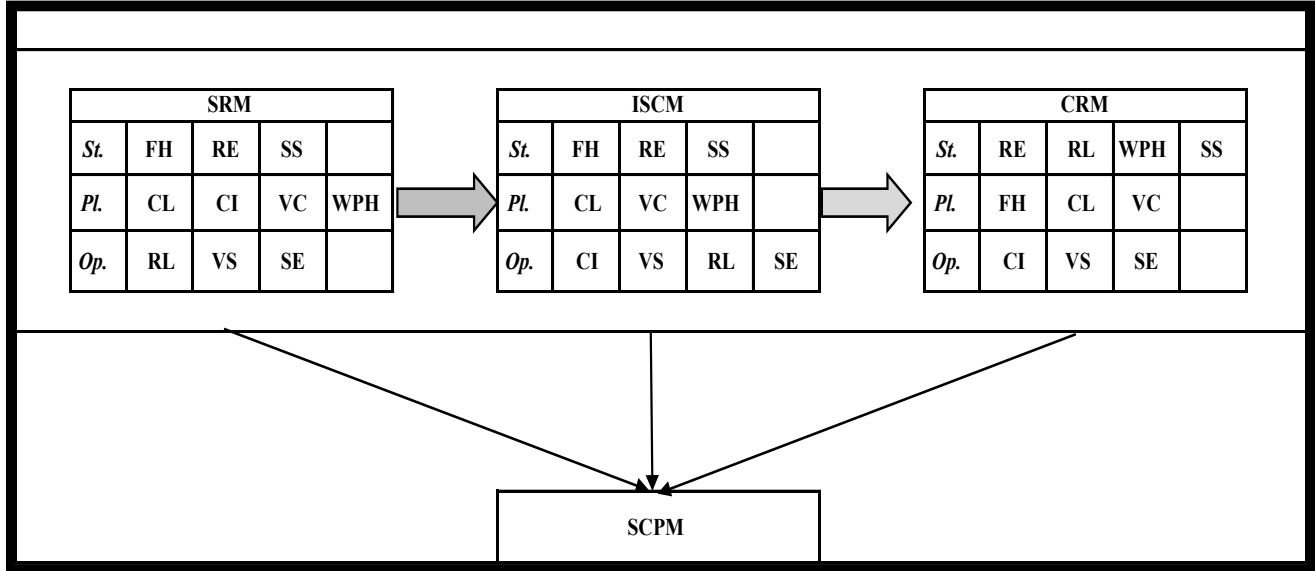 SRM ISCM CRM
St. FH RE SS St. FH RE SS St. RE RL WPH SS
Pl. CL CI VC WPH Pl. CL VC WPH Pl. FH CL VC
Op. RL VS SE Op. CI VS RL SE Op. CI VS SE
SCPM